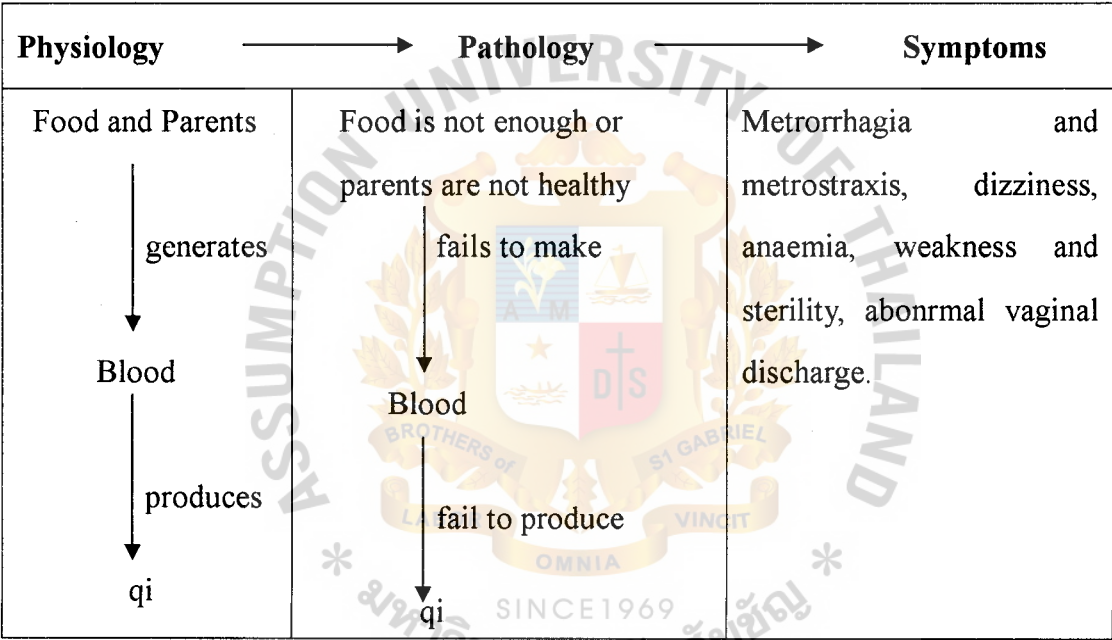 Physiology Pathology Symptoms
Food and Parents
generates
Blood
produces
qi
Food is not enough or
parents are not healthy
fails to make
Blood
fail to produce
qi
Metrorrhagia and
metrostraxis, dizziness,
anaemia, weakness and
sterility, abonrmal vaginal
discharge.
ASSUMPTION UNIVERSITY OF THAILAND
A M
D S
BROTHERS of S1 GABRIEL
LABOR VINCIT
OMNIA
SINCE1969